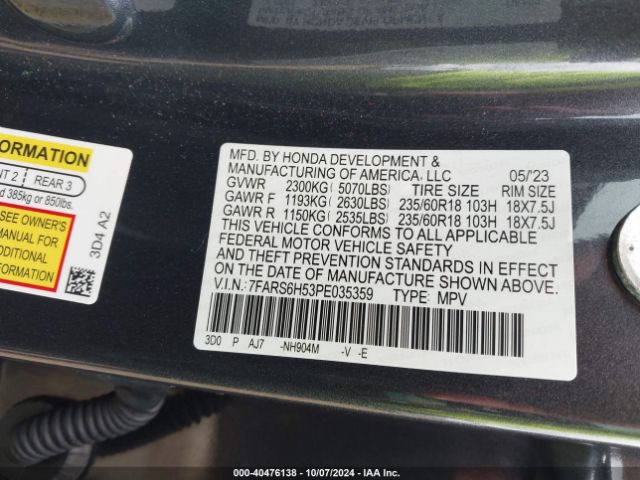 ORMATION
NT 2 REAR 3
ed 385kg or 850lbs.
SEE OWNER'S
MANUAL FOR
ADDITIONAL
FORMATION
3D4 A2
MFD. BY HONDA DEVELOPMENT &
MANUFACTURING OF AMERICA, LLC 05/'23
GVWR 2300KG( 5070LBS) TIRE SIZE RIM SIZE
GAWR F 1193KG( 2630LBS) 235/60R18 103H 18X7.5J
GAWR R 1150KG( 2535LBS) 235/60R18 103H 18X7.5J
THIS VEHICLE CONFORMS TO ALL APPLICABLE
FEDERAL MOTOR VEHICLE SAFETY
AND THEFT PREVENTION STANDARDS IN EFFECT
ON THE DATE OF MANUFACTURE SHOWN ABOVE.
V.I.N.: 7FARS6H53PE035359 TYPE: MPV
3D0 P AJ7 -NH904M -V -E
000-40476138 - 10/07/2024 - IAA Inc.